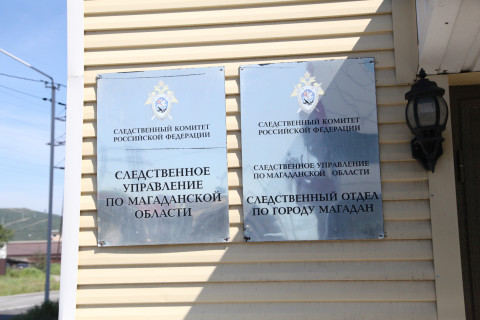 СЛЕДСТВЕННЫЙ КОМИТЕТ
РОССИЙСКОЙ ФЕДЕРАЦИИ
СЛЕДСТВЕННОЕ
УПРАВЛЕНИЕ
ПО МАГАДАНСКОЙ
ОБЛАСТИ
СЛЕДСТВЕННЫЙ КОМИТЕТ
РОССИЙСКОЙ ФЕДЕРАЦИИ
СЛЕДСТВЕННОЕ УПРАВЛЕНИЕ
ПО МАГАДАНСКОЙ ОБЛАСТИ
СЛЕДСТВЕННЫЙ ОТДЕЛ
ПО ГОРОДУ МАГАДАН